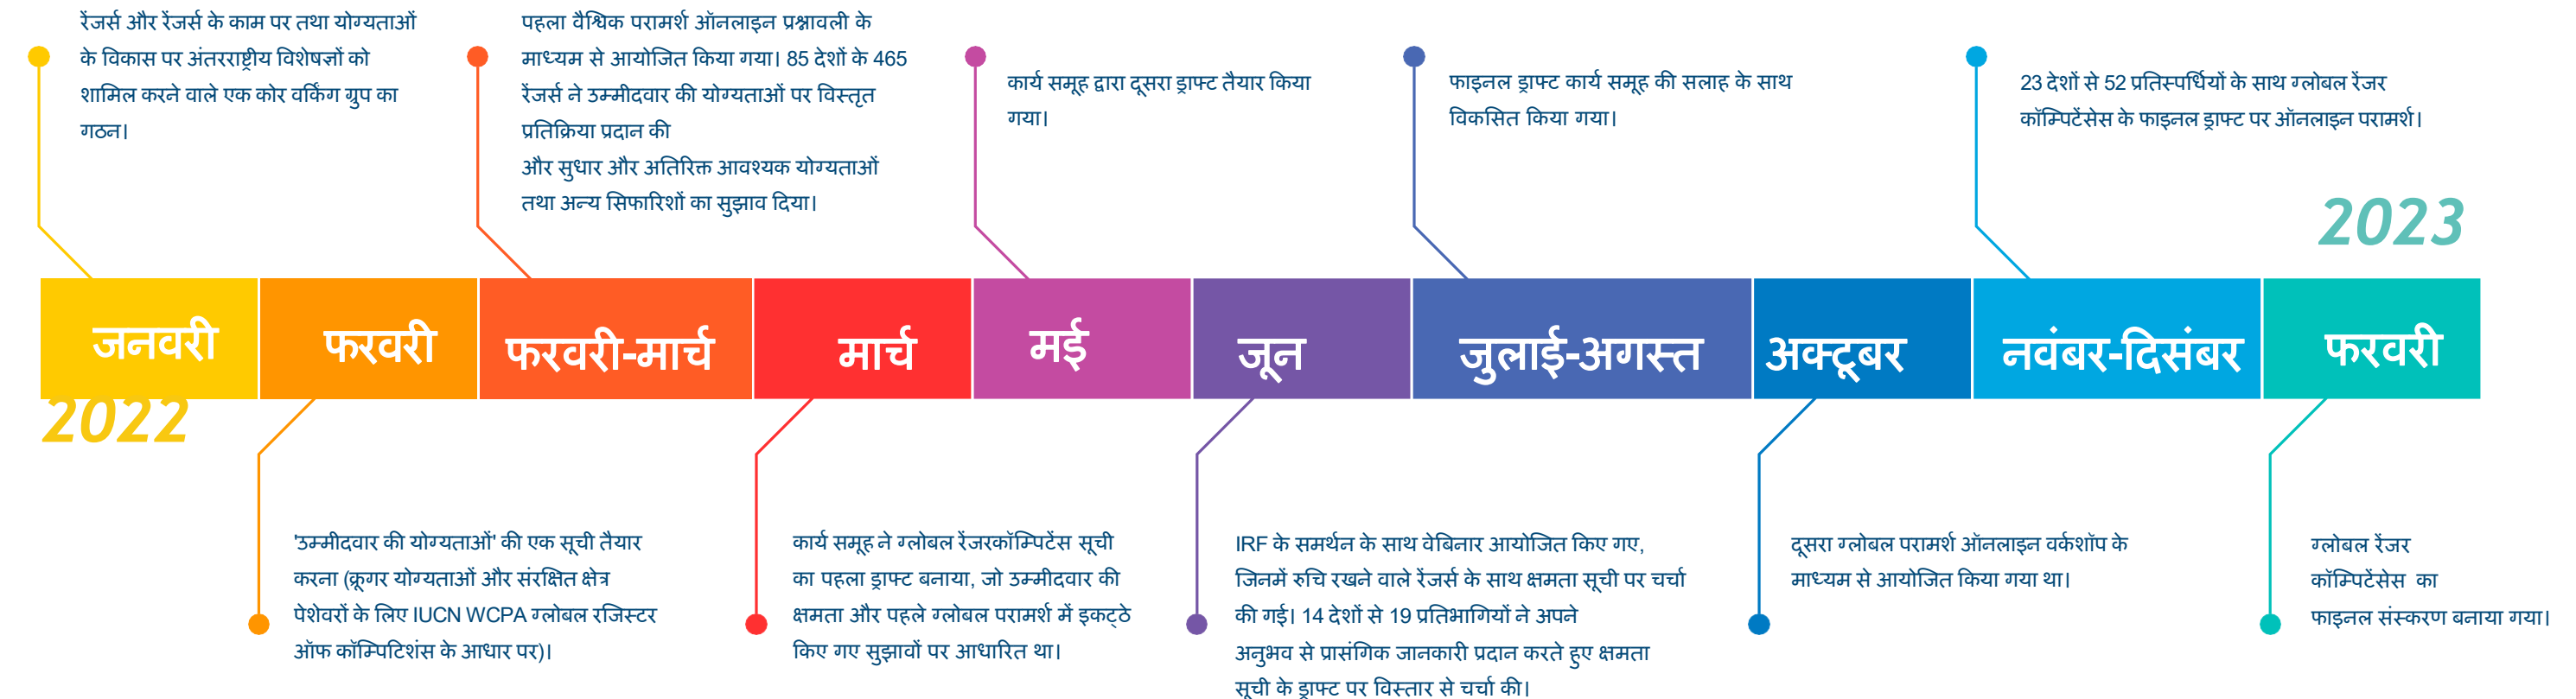 रेंजर्स और रेंजर्स के काम पर तथा योग्यताओं
के विकास पर अंतरराष्ट्रीय विशेषज्ञों को
शामिल करने वाले एक कोर वर्किंग ग्रुप का
गठन।
पहला वैश्विक परामर्श ऑनलाइन प्रश्नावली के
माध्यम से आयोजित किया गया। 85 देशों के 465
रेंजर्स ने उम्मीदवार की योग्यताओं पर विस्तृत
प्रतिक्रिया प्रदान की
और सुधार और अतिरिक्त आवश्यक योग्यताओं
तथा अन्य सिफारिशों का सुझाव दिया।
कार्य समूह द्वारा दूसरा ड्राफ्ट तैयार किया
गया।
फाइनल ड्राफ्ट कार्य समूह की सलाह के साथ
विकसित किया गया।
23 देशों से 52 प्रतिस्पर्धियों के साथ ग्लोबल रेंजर
कॉम्पिटेंसेस के फाइनल ड्राफ्ट पर ऑनलाइन परामर्श।
2023
जनवरी
फरवरी
फरवरी-मार्च
मार्च
मई
जून
जुलाई-अगस्त
अक्टूबर
नवंबर-दिसंबर
फरवरी
2022
'उम्मीदवार की योग्यताओं' की एक सूची तैयार
करना (क्रूगर योग्यताओं और संरक्षित क्षेत्र
पेशेवरों के लिए IUCN WCPA ग्लोबल रजिस्टर
ऑफ कॉम्पिटिशंस के आधार पर)।
कार्य समूह ने ग्लोबल रेंजरकॉम्पिटेंस सूची
का पहला ड्राफ्ट बनाया, जो उम्मीदवार की
क्षमता और पहले ग्लोबल परामर्श में इकट्ठे
किए गए सुझावों पर आधारित था।
IRF के समर्थन के साथ वेबिनार आयोजित किए गए,
जिनमें रुचि रखने वाले रेंजर्स के साथ क्षमता सूची पर चर्चा
की गई। 14 देशों से 19 प्रतिभागियों ने अपने
अनुभव से प्रासंगिक जानकारी प्रदान करते हुए क्षमता
सूची के ड्राफ्ट पर विस्तार से चर्चा की।
दूसरा ग्लोबल परामर्श ऑनलाइन वर्कशॉप के
माध्यम से आयोजित किया गया था।
ग्लोबल रेंजर
कॉम्पिटेंसेस का
फाइनल संस्करण बनाया गया।